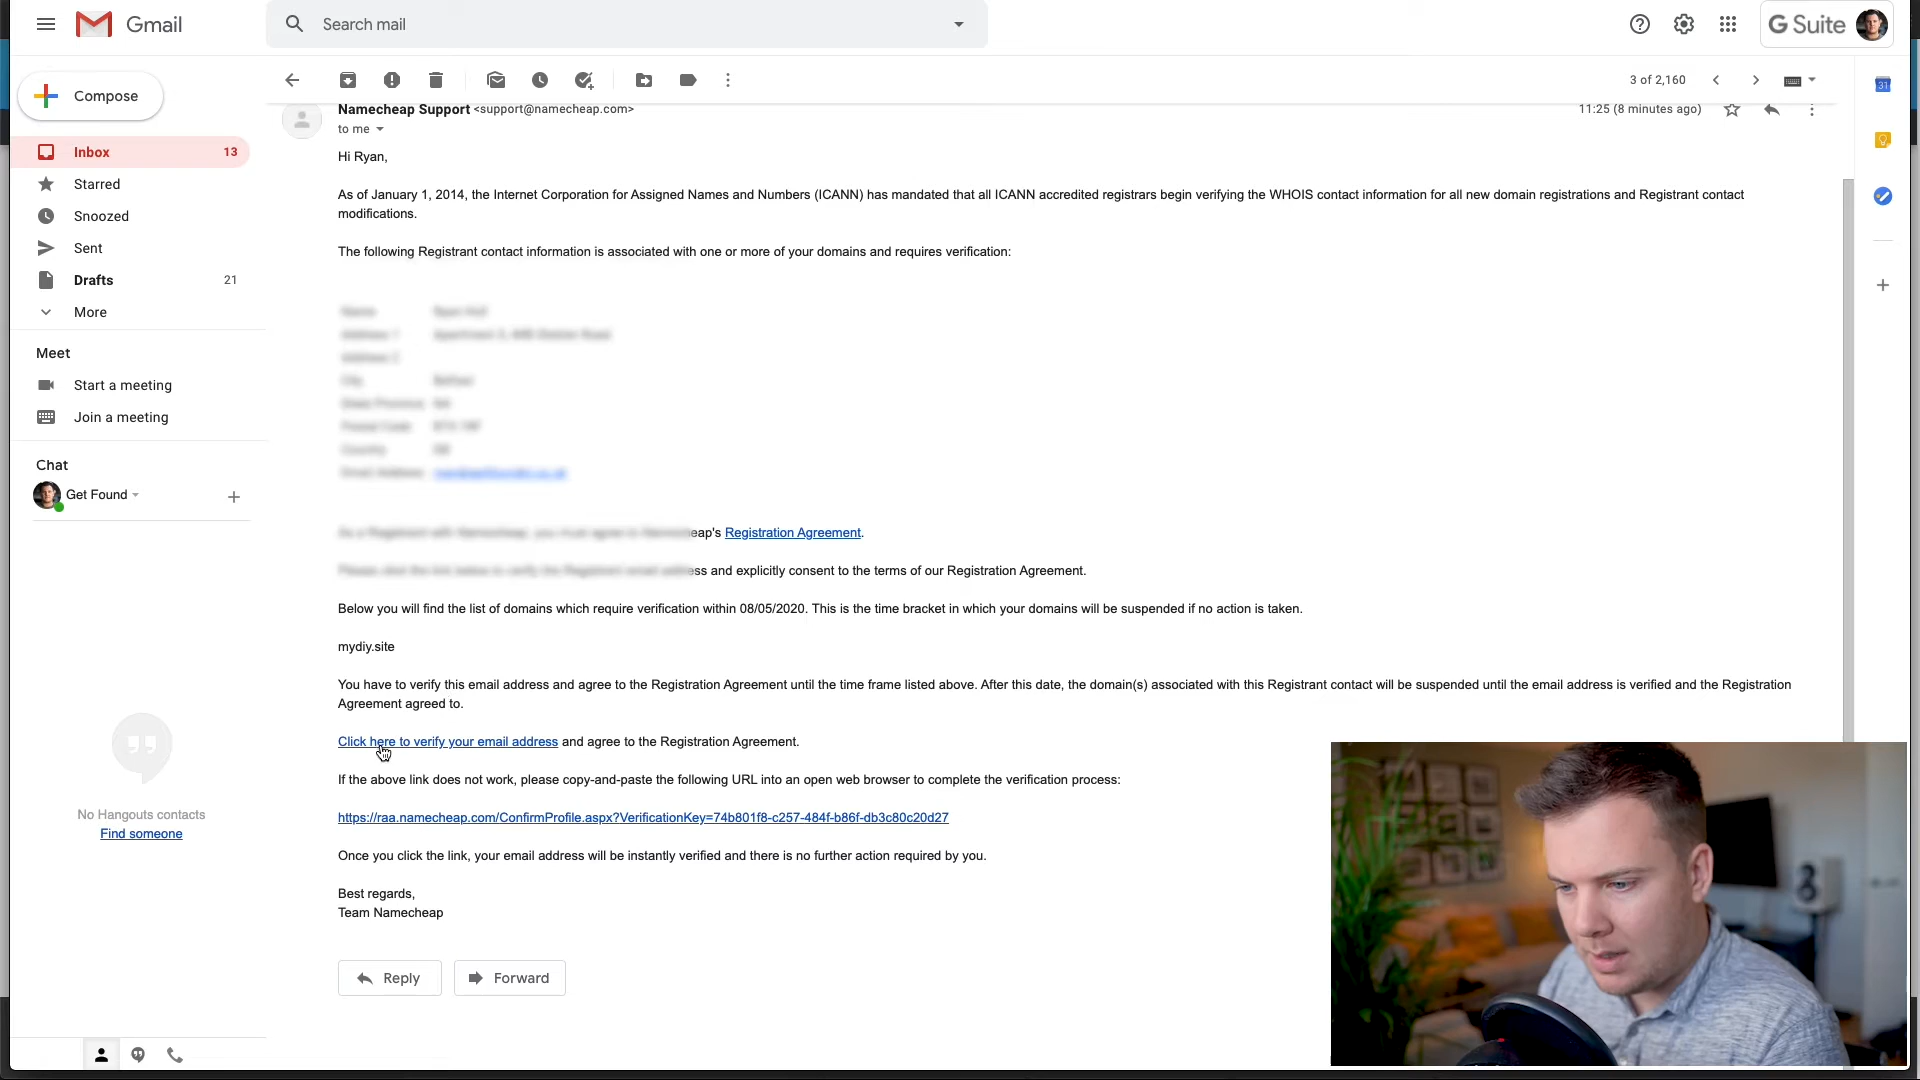 Gmail
Search mail
G Suite
Compose
3 of 2,160
Inbox 13
Starred
Snoozed
Sent
Drafts 21
More
Meet
Start a meeting
Join a meeting
Chat
Get Found
No Hangouts contacts
Find someone
Namecheap Support <support@namecheap.com>
11:25 (8 minutes ago)
to me
Hi Ryan,
As of January 1, 2014, the Internet Corporation for Assigned Names and Numbers (ICANN) has mandated that all ICANN accredited registrars begin verifying the WHOIS contact information for all new domain registrations and Registrant contact
modifications.
The following Registrant contact information is associated with one or more of your domains and requires verification:
eap's Registration Agreement.
ss and explicitly consent to the terms of our Registration Agreement.
Below you will find the list of domains which require verification within 08/05/2020. This is the time bracket in which your domains will be suspended if no action is taken.
mydiy.site
You have to verify this email address and agree to the Registration Agreement until the time frame listed above. After this date, the domain(s) associated with this Registrant contact will be suspended until the email address is verified and the Registration
Agreement agreed to.
Click here to verify your email address and agree to the Registration Agreement.
If the above link does not work, please copy-and-paste the following URL into an open web browser to complete the verification process:
https://raa.namecheap.com/ConfirmProfile.aspx?VerificationKey=74b801f8-c257-484f-b86f-db3c80c20d27
Once you click the link, your email address will be instantly verified and there is no further action required by you.
Best regards,
Team Namecheap
Reply
Forward
31